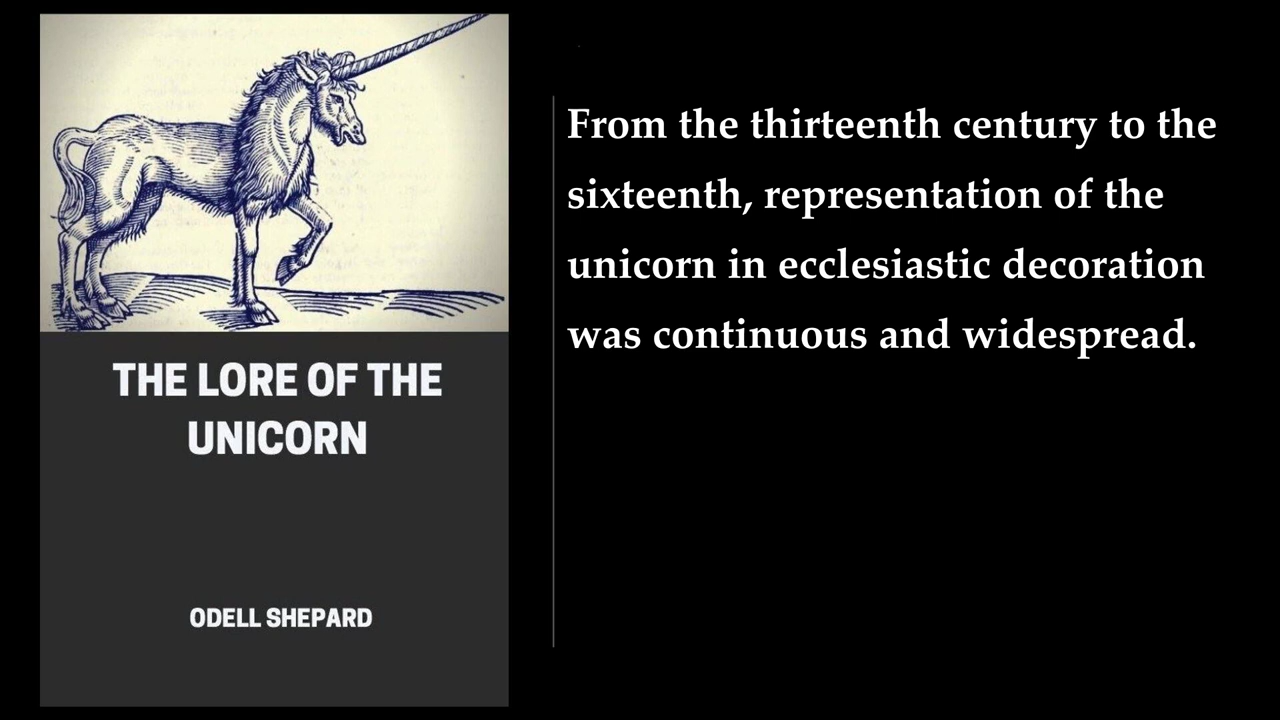 THE LORE OF THE
UNICORN
ODELL SHEPARD
From the thirteenth century to the
sixteenth, representation of the
unicorn in ecclesiastic decoration
was continuous and widespread.